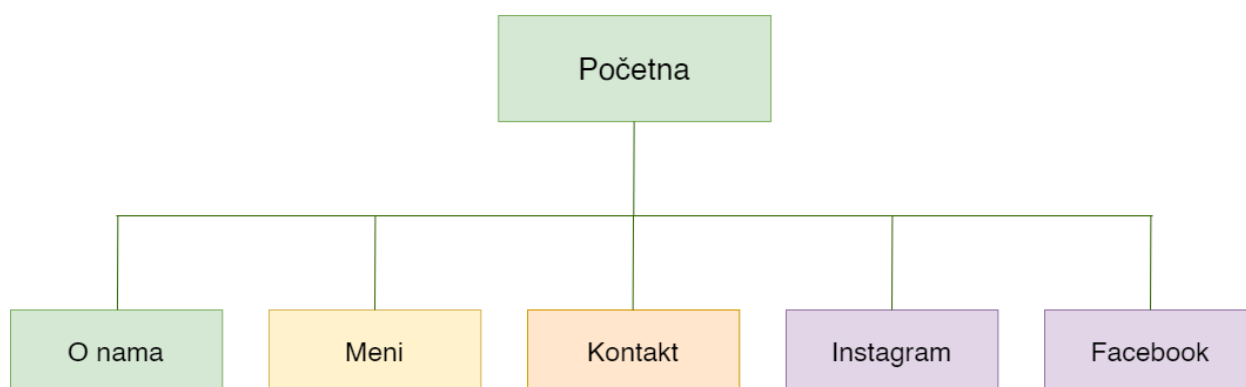 Početna
O nama
Meni
Kontakt
Instagram
Facebook